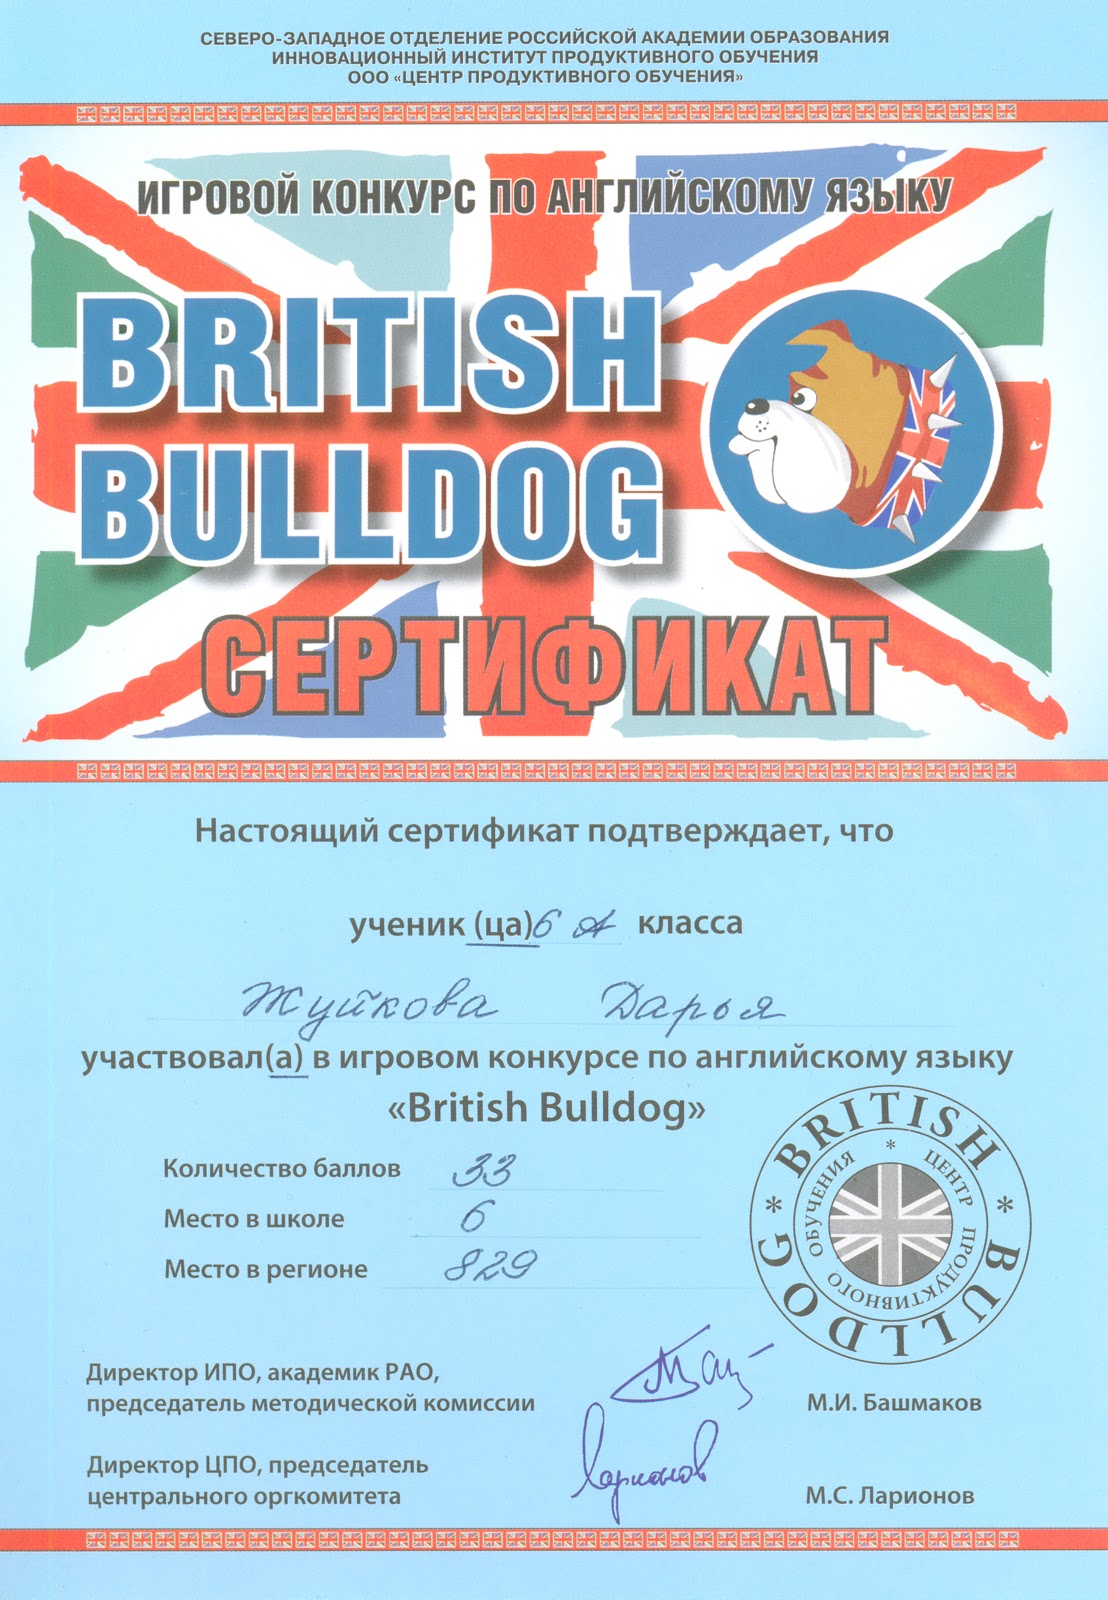 СЕВЕРО-ЗАПАДНОЕ ОТДЕЛЕНИЕ РОССИЙСКОЙ АКАДЕМИИ ОБРАЗОВАНИЯ
ИННОВАЦИОННЫЙ ИНСТИТУТ ПРОДУКТИВНОГО ОБУЧЕНИЯ
ООО «ЦЕНТР ПРОДУКТИВНОГО ОБУЧЕНИЯ»
ИГРОВОЙ КОНКУРС ПО АНГЛИЙСКОМУ ЯЗЫКУ
BRITISH
BULLDOG
СЕРТИФИКАТ
Настоящий сертификат подтверждает, что
ученик (ца) 6 А класса
Жуйкова Дарья
участвовал(а) в игровом конкурсе по английскому языку
«British Bulldog»
Количество баллов 33
Место в школе 6
Место в регионе 829
* BRITISH * BULLDOG
* ЦЕНТР ПРОДУКТИВНОГО ОБУЧЕНИЯ
Директор ИПО, академик РАО,
председатель методической комиссии М.И. Башмаков
Директор ЦПО, председатель
Ларионов
центрального оргкомитета М.С. Ларионов